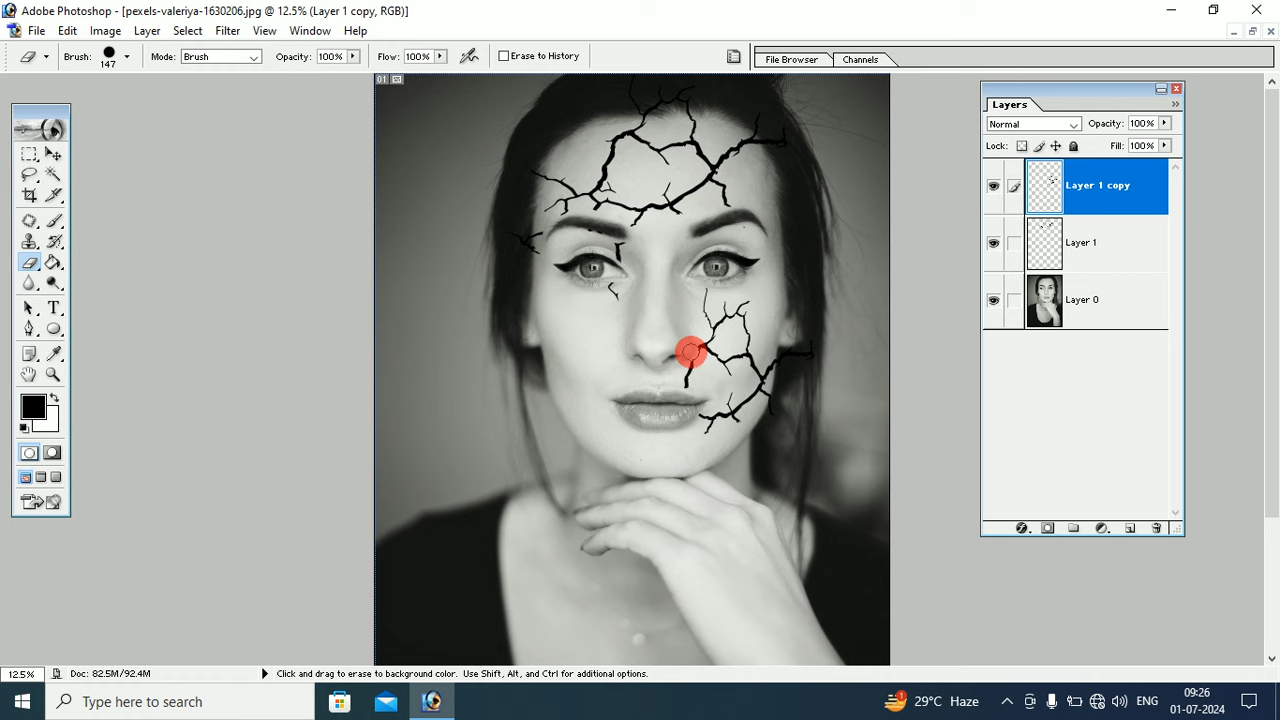 Adobe Photoshop - [pexels-valeriya-1630206.jpg @ 12.5% (Layer 1 copy, RGB)]
File Edit Image Layer Select Filter View Window Help
Brush: 147 Mode: Brush Opacity: 100% Flow: 100% Erase to History File Browser Channels
01
Layers
Normal Opacity: 100%
Lock: Fill: 100%
Layer 1 copy
Layer 1
Layer 0
T
12.5% Doc: 82.5M/92.4M Click and drag to erase to background color. Use Shift, Alt, and Ctrl for additional options.
Type here to search 1 29°C Haze ENG 09:26
01-07-2024